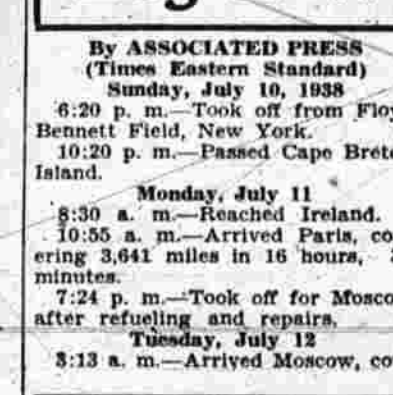 By ASSOCIATED PRESS
(Times Eastern Standard)
Sunday, July 10, 1938
6:20 p. m.—Took off from Floy
Bennett Field, New York.
10:20 p. m.—Passed Cape Brete
Island.
Monday, July 11
8:30 a. m.—Reached Ireland.
10:55 a. m.—Arrived Paris, co
ering 3,641 miles in 16 hours,
minutes.
7:24 p. m.—Took off for Mosco
after refueling and repairs.
Tuesday, July 12
3:13 a. m.—Arrived Moscow, co